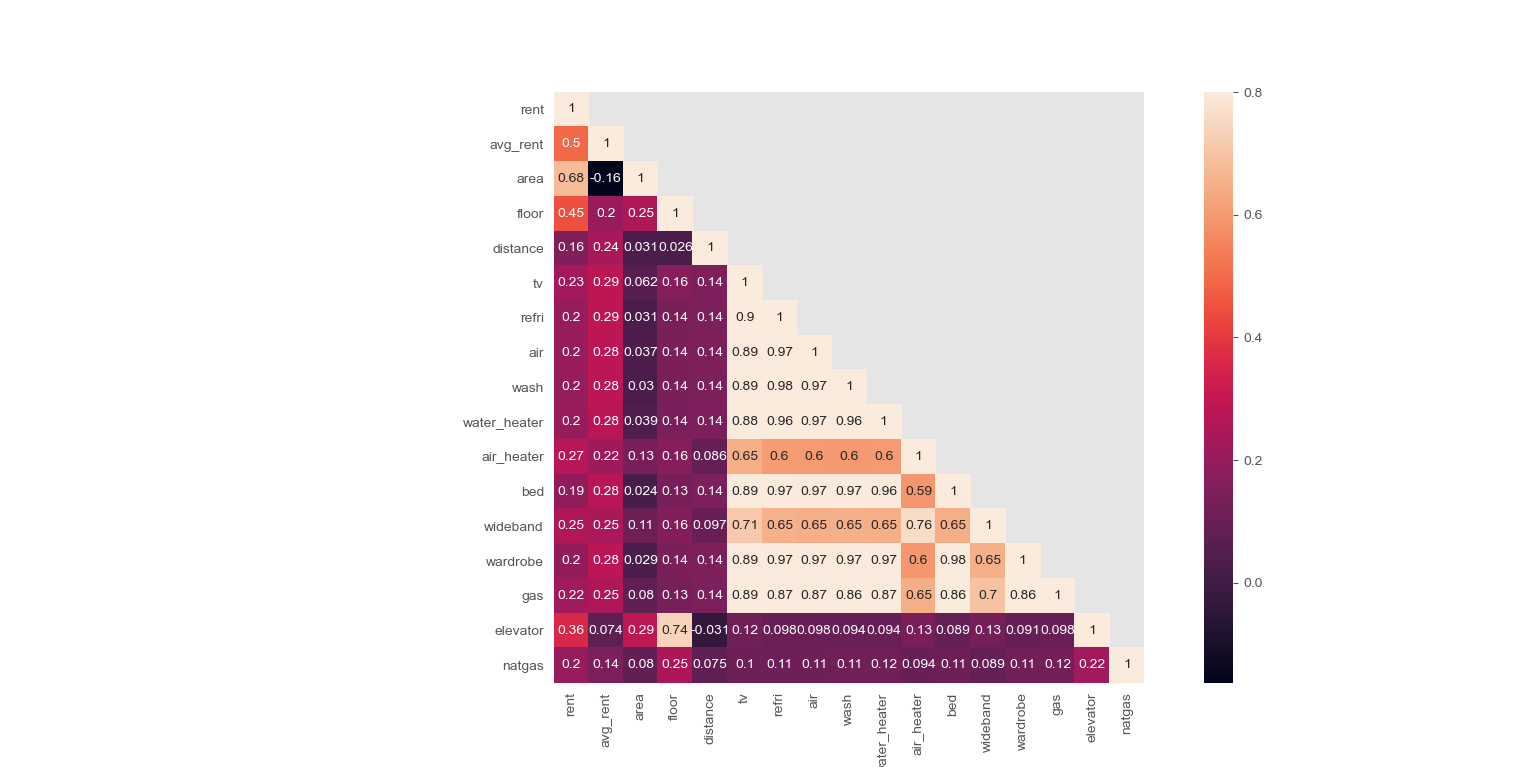 rent 1 0.8
avg_rent 0.5 1
area 0.68 -0.16 1
floor 0.45 0.2 0.25 1 0.6
distance 0.16 0.24 0.031 0.026 1
tv 0.23 0.29 0.062 0.16 0.14 1
refri 0.2 0.29 0.031 0.14 0.14 0.9 1
air 0.2 0.28 0.037 0.14 0.14 0.89 0.97 1 0.4
wash 0.2 0.28 0.03 0.14 0.14 0.89 0.98 0.97 1
water_heater 0.2 0.28 0.039 0.14 0.14 0.88 0.96 0.97 0.96 1
air_heater 0.27 0.22 0.13 0.16 0.086 0.65 0.6 0.6 0.6 0.6 1 0.2
bed 0.19 0.28 0.024 0.13 0.14 0.89 0.97 0.97 0.97 0.96 0.59 1
wideband 0.25 0.25 0.11 0.16 0.097 0.71 0.65 0.65 0.65 0.65 0.76 0.65 1
wardrobe 0.2 0.28 0.029 0.14 0.14 0.89 0.97 0.97 0.97 0.97 0.6 0.98 0.65 1 0.0
gas 0.22 0.25 0.08 0.13 0.14 0.89 0.87 0.87 0.86 0.87 0.65 0.86 0.7 0.86 1
elevator 0.36 0.074 0.29 0.74 -0.031 0.12 0.098 0.098 0.094 0.094 0.13 0.089 0.13 0.091 0.098 1
natgas 0.2 0.14 0.08 0.25 0.075 0.1 0.11 0.11 0.11 0.12 0.094 0.11 0.089 0.11 0.12 0.22 1
rent avg_rent area floor distance tv refri air wash ater_heater air_heater bed wideband wardrobe gas elevator natgas